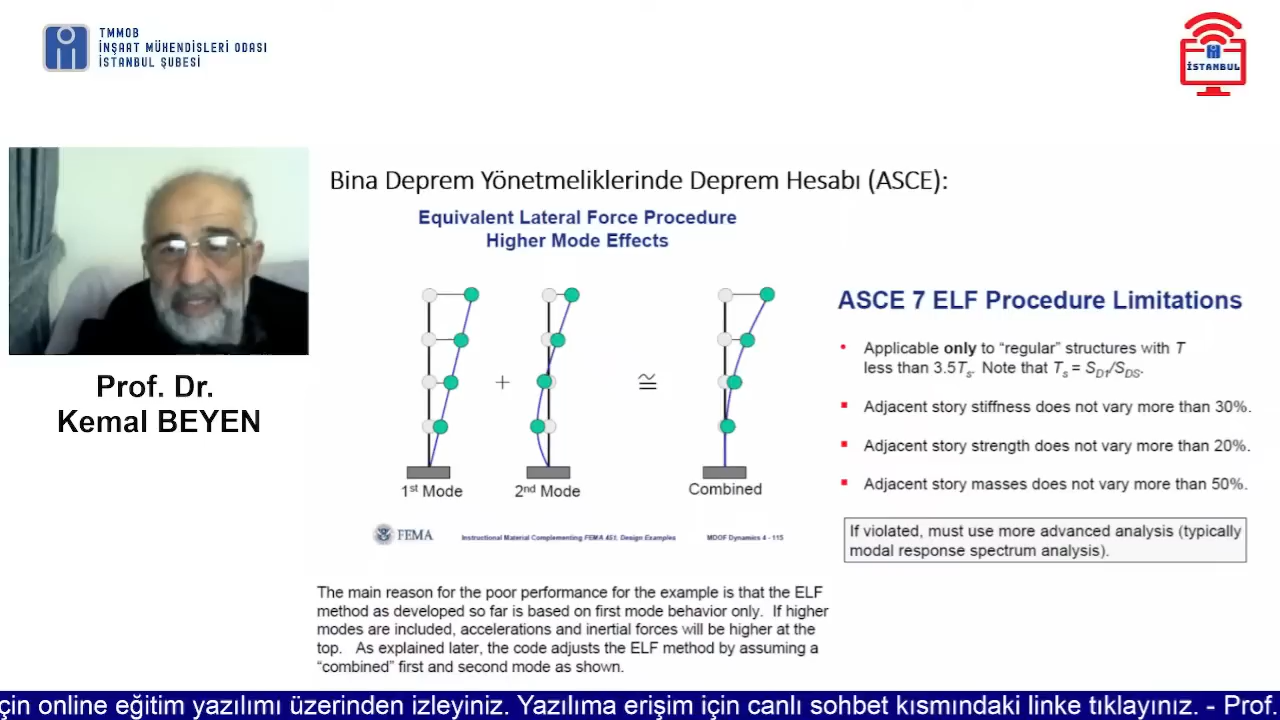 TMMOB
İNŞAAT MÜHENDİSLERİ ODASI
İSTANBUL ŞUBESİ
İSTANBUL
Prof. Dr.
Kemal BEYEN
Bina Deprem Yönetmeliklerinde Deprem Hesabı (ASCE):
Equivalent Lateral Force Procedure
Higher Mode Effects
+
≅
1st Mode
2nd Mode
Combined
FEMA
Instructional Material Complementing FEMA 451, Design Examples
MDOF Dynamics 4 - 115
ASCE 7 ELF Procedure Limitations
• Applicable only to “regular” structures with T
less than 3.5Ts. Note that Ts = SD1/SDS.
▪ Adjacent story stiffness does not vary more than 30%.
▪ Adjacent story strength does not vary more than 20%.
▪ Adjacent story masses does not vary more than 50%.
If violated, must use more advanced analysis (typically
modal response spectrum analysis).
The main reason for the poor performance for the example is that the ELF
method as developed so far is based on first mode behavior only. If higher
modes are included, accelerations and inertial forces will be higher at the
top. As explained later, the code adjusts the ELF method by assuming a
“combined” first and second mode as shown.
çin online eğitim yazılımı üzerinden izleyiniz. Yazılıma erişim için canlı sohbet kısmındaki linke tıklayınız. - Prof.